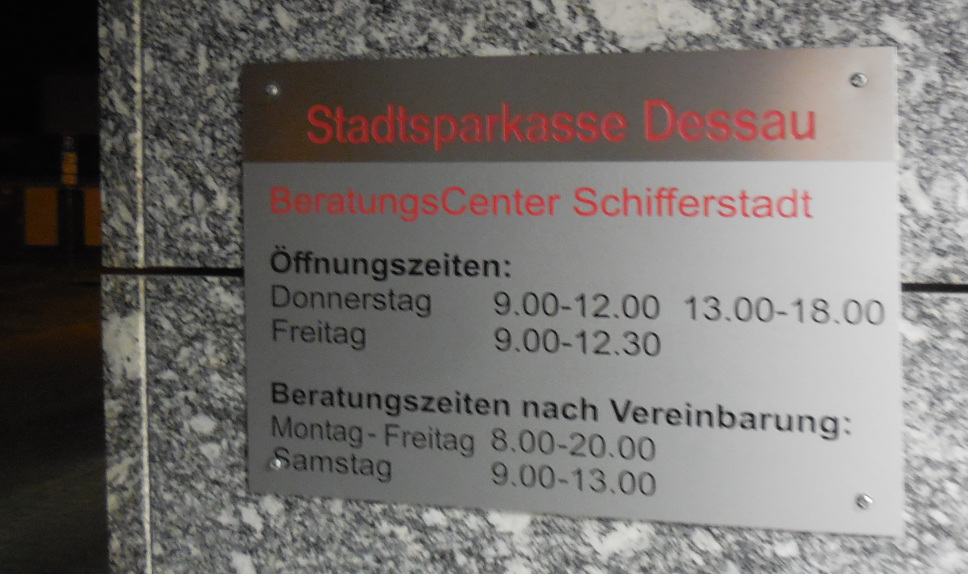 Stadtsparkasse Dessau
BeratungsCenter Schifferstadt
Öffnungszeiten:
Donnerstag 9.00-12.00 13.00-18.00
Freitag 9.00-12.30
Beratungszeiten nach Vereinbarung:
Montag - Freitag 8.00-20.00
Samstag 9.00-13.00